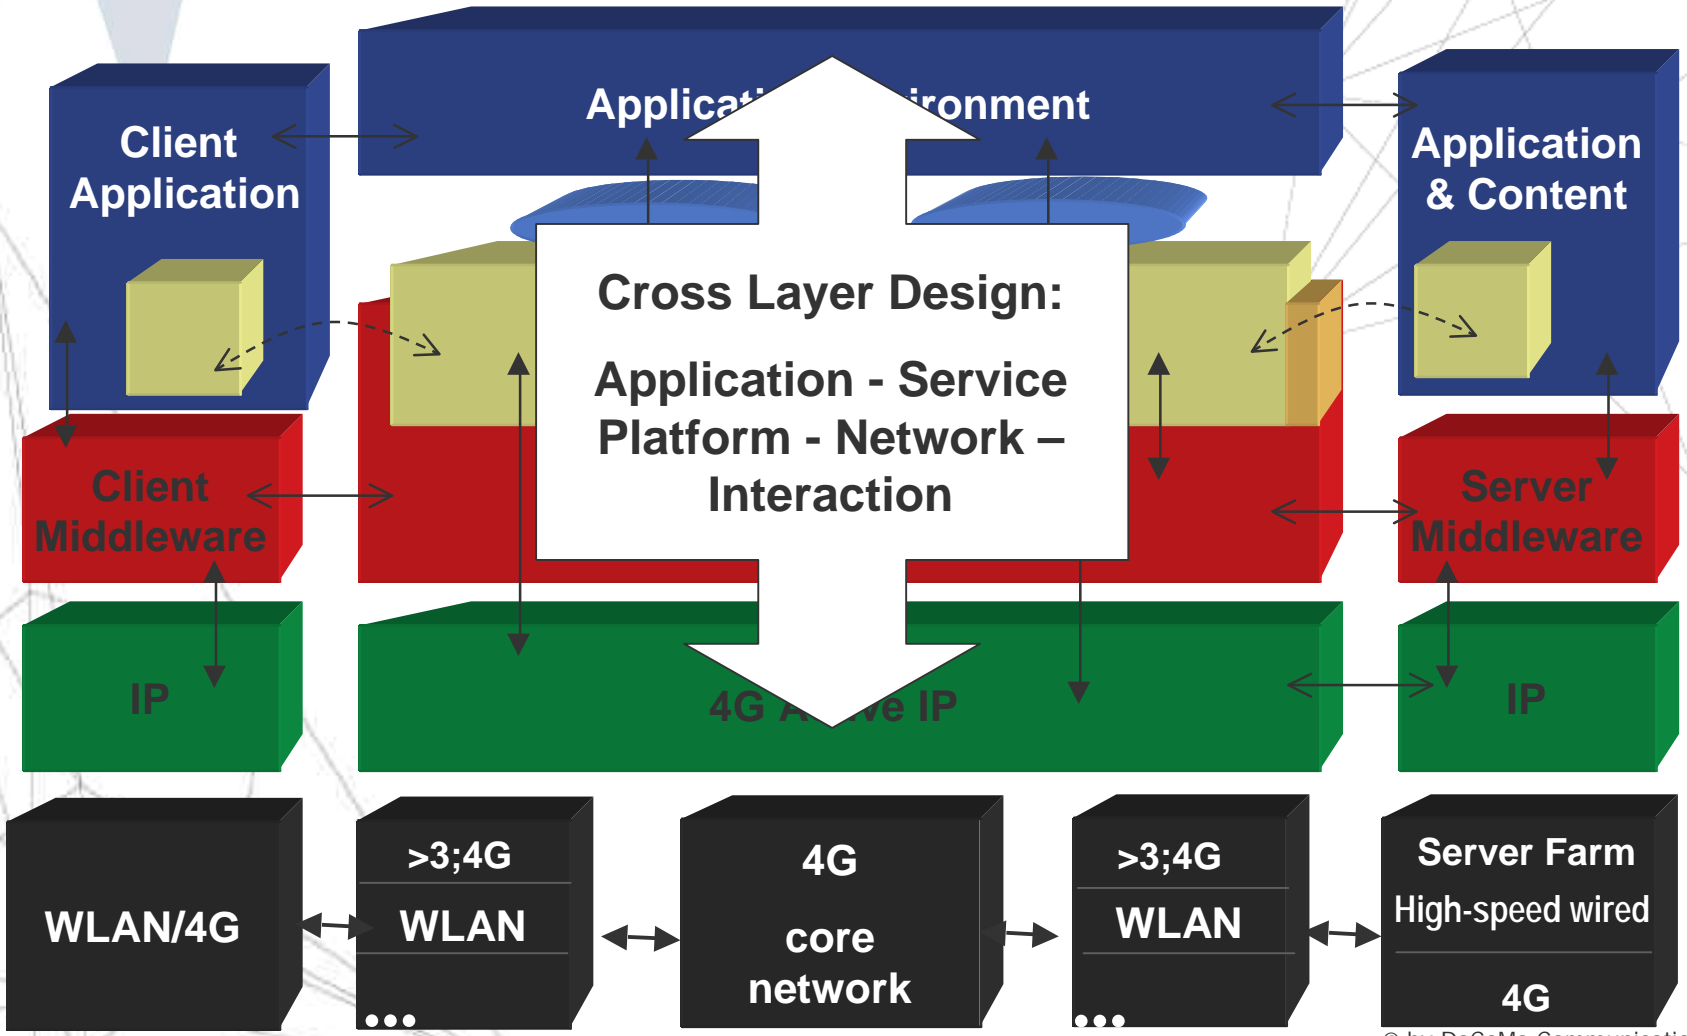 Client
Application
Applicati ironment
Application
& Content
Cross Layer Design:
Application - Service
Platform - Network –
Interaction
Client
Middleware
Server
Middleware
IP
4G A ve IP
IP
WLAN/4G
>3;4G
WLAN
...
4G
core
network
>3;4G
WLAN
...
Server Farm
High-speed wired
4G